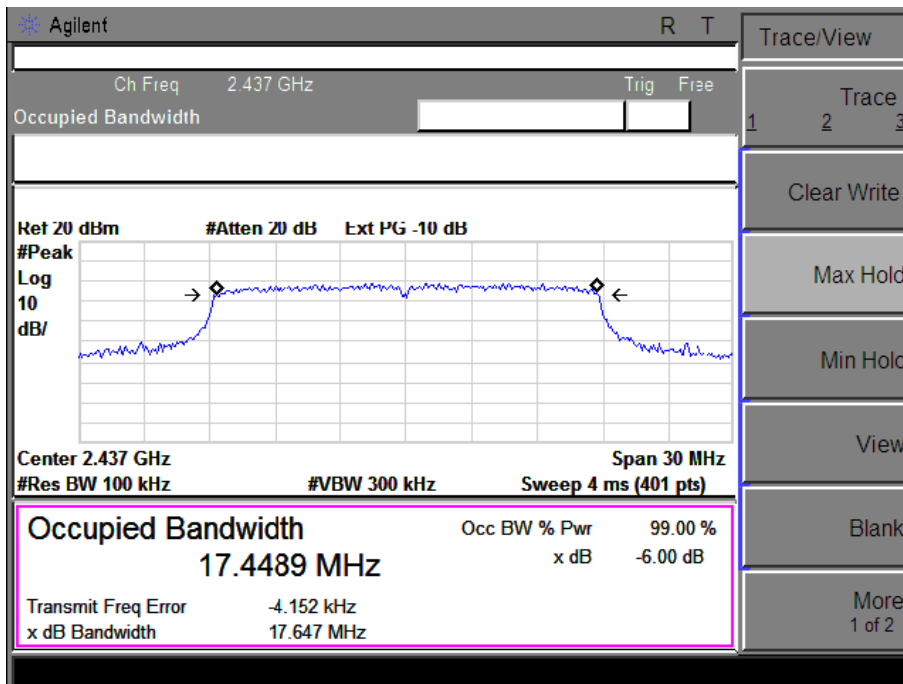 Agilent R T
Trace/View
Ch Freq 2.437 GHz Trig Free
Occupied Bandwidth
Trace
1 2 3
Clear Write
Max Hold
Min Hold
View
Blank
More
1 of 2
Ref 20 dBm #Atten 20 dB Ext PG -10 dB
#Peak
Log
10
dB/
Center 2.437 GHz Span 30 MHz
#Res BW 100 kHz #VBW 300 kHz Sweep 4 ms (401 pts)
Occupied Bandwidth Occ BW % Pwr 99.00 %
17.4489 MHz x dB -6.00 dB
Transmit Freq Error -4.152 kHz
x dB Bandwidth 17.647 MHz